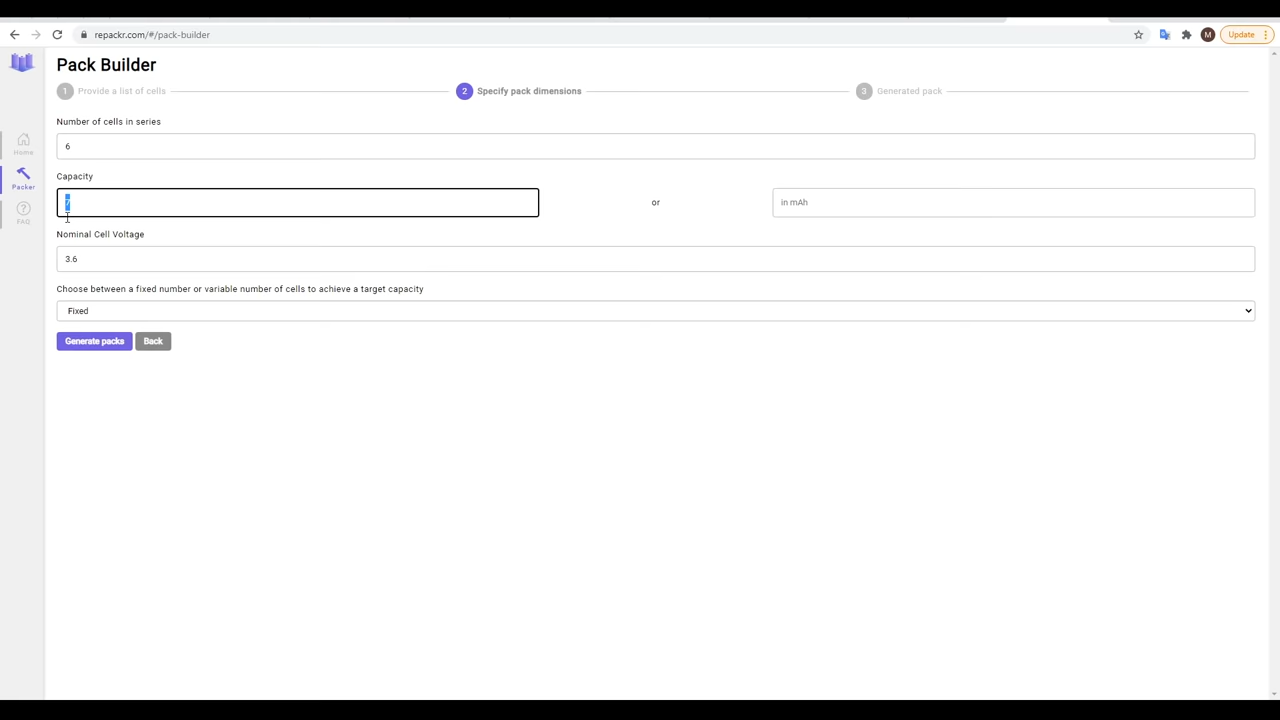 repackr.com/#/pack-builder
M
Update
Pack Builder
1 Provide a list of cells
2 Specify pack dimensions
3 Generated pack
Home
Packer
FAQ
Number of cells in series
6
Capacity
7
or
in mAh
Nominal Cell Voltage
3.6
Choose between a fixed number or variable number of cells to achieve a target capacity
Fixed
Generate packs
Back